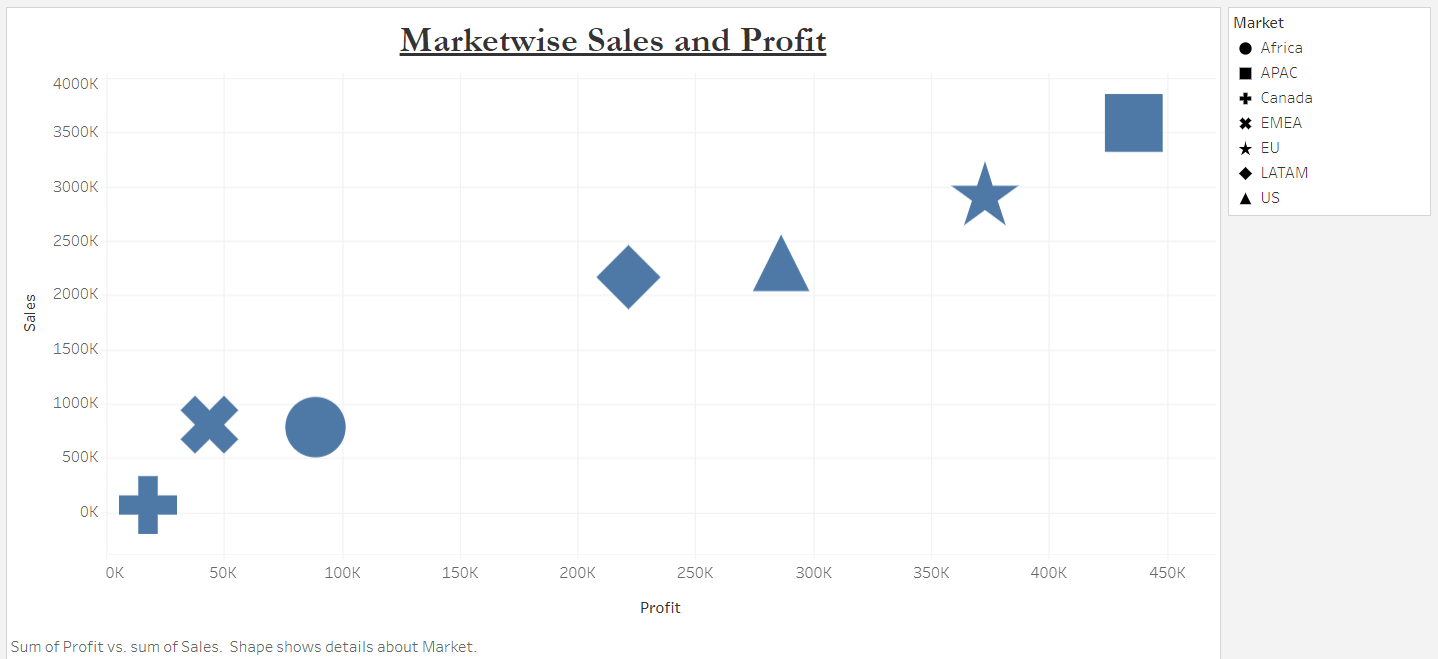 Marketwise Sales and Profit
Market
Africa
APAC
Canada
EMEA
EU
LATAM
US
Sales
4000K
3500K
3000K
2500K
2000K
1500K
1000K
500K
0K
0K 50K 100K 150K 200K 250K 300K 350K 400K 450K
Profit
Sum of Profit vs. sum of Sales. Shape shows details about Market.